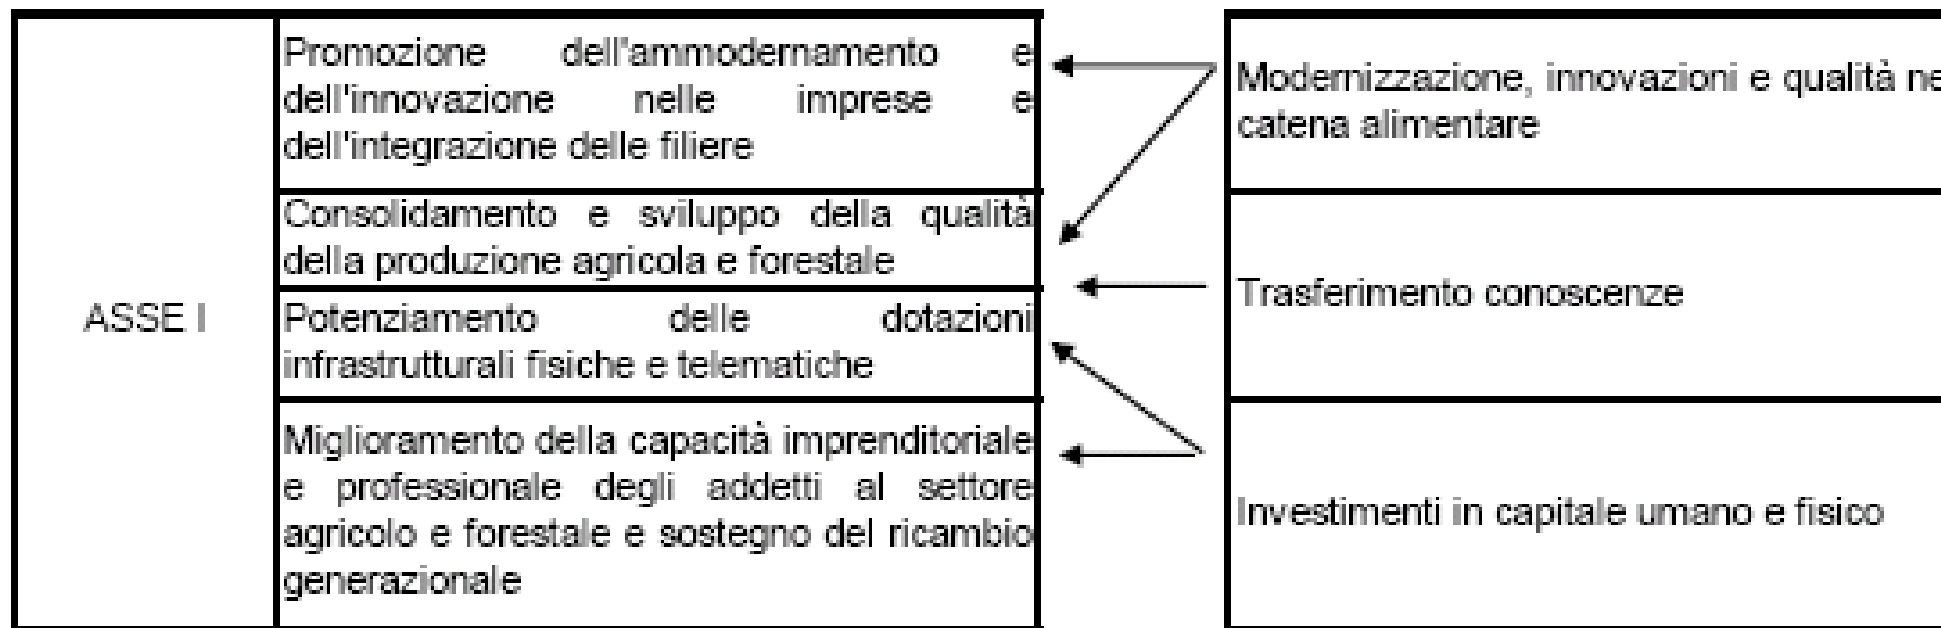 ASSE I
Promozione dell'ammodernamento e
dell'innovazione nelle imprese e
dell'integrazione delle filiere
Consolidamento e sviluppo della qualità
della produzione agricola e forestale
Potenziamento delle dotazioni
infrastrutturali fisiche e telematiche
Miglioramento della capacità imprenditoriale
e professionale degli addetti al settore
agricolo e forestale e sostegno del ricambio
generazionale
Modernizzazione, innovazioni e qualità ne
catena alimentare
Trasferimento conoscenze
Investimenti in capitale umano e fisico